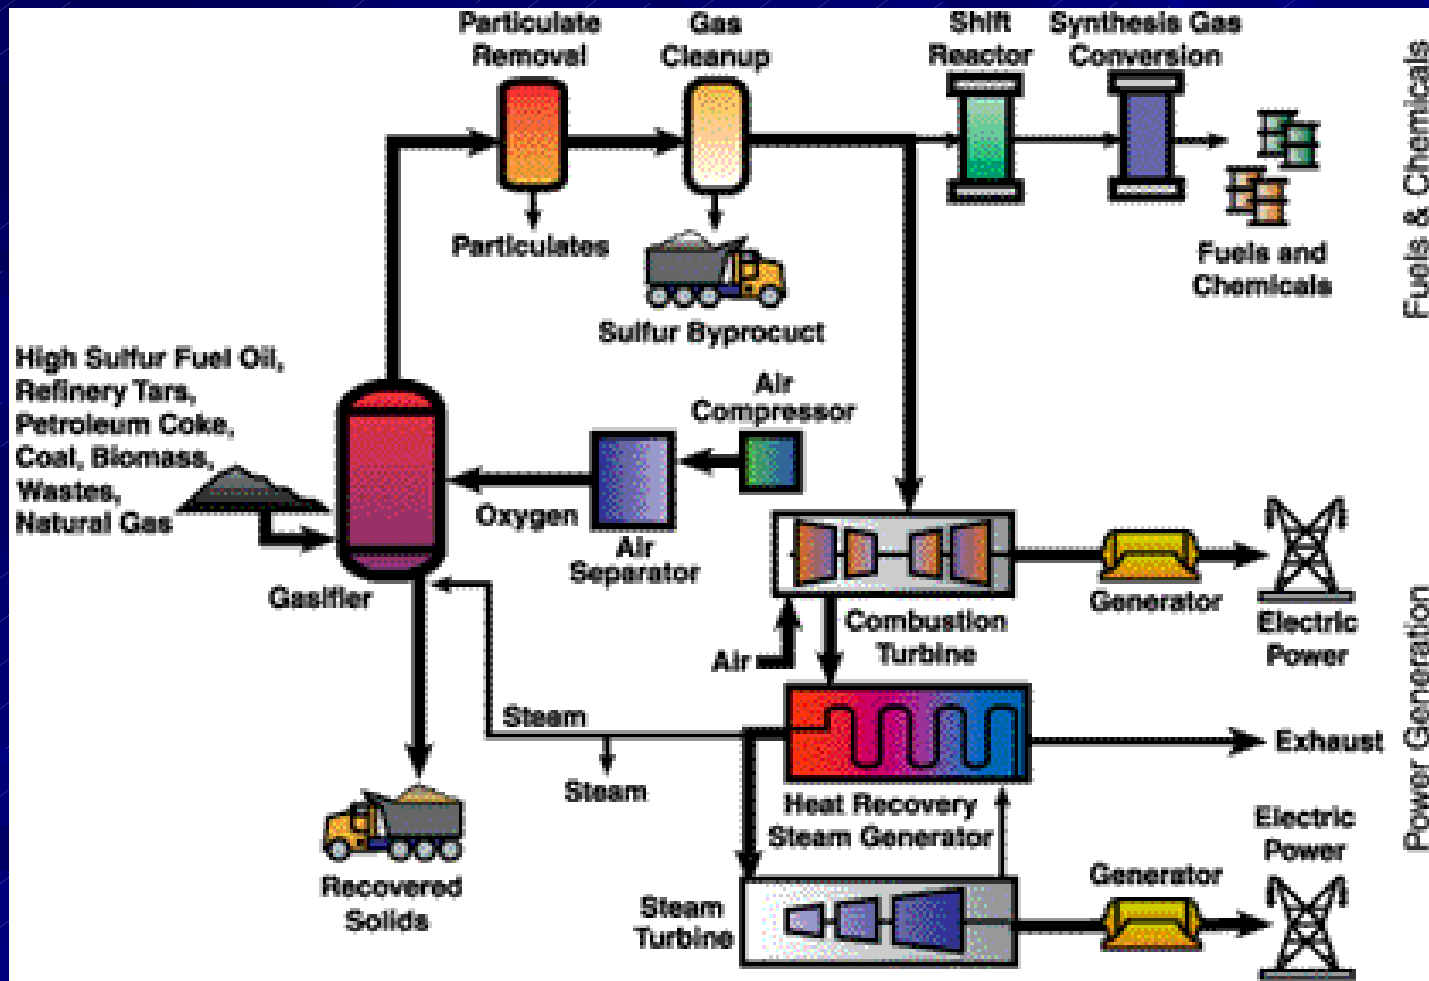 Particulate
Removal
Gas
Cleanup
Shift
Reactor
Synthesis Gas
Conversion
Fuels & Chemicals
Particulates
Sulfur Byprocuct
Fuels and
Chemicals
High Sulfur Fuel Oil,
Refinery Tars,
Petroleum Coke,
Coal, Biomass,
Wastes,
Natural Gas
Air
Compressor
Oxygen
Air
Separator
Gasifier
Combustion
Turbine
Air
Generator
Electric
Power
Power Generation
Steam
Steam
Exhaust
Heat Recovery
Steam Generator
Recovered
Solids
Steam
Turbine
Generator
Electric
Power